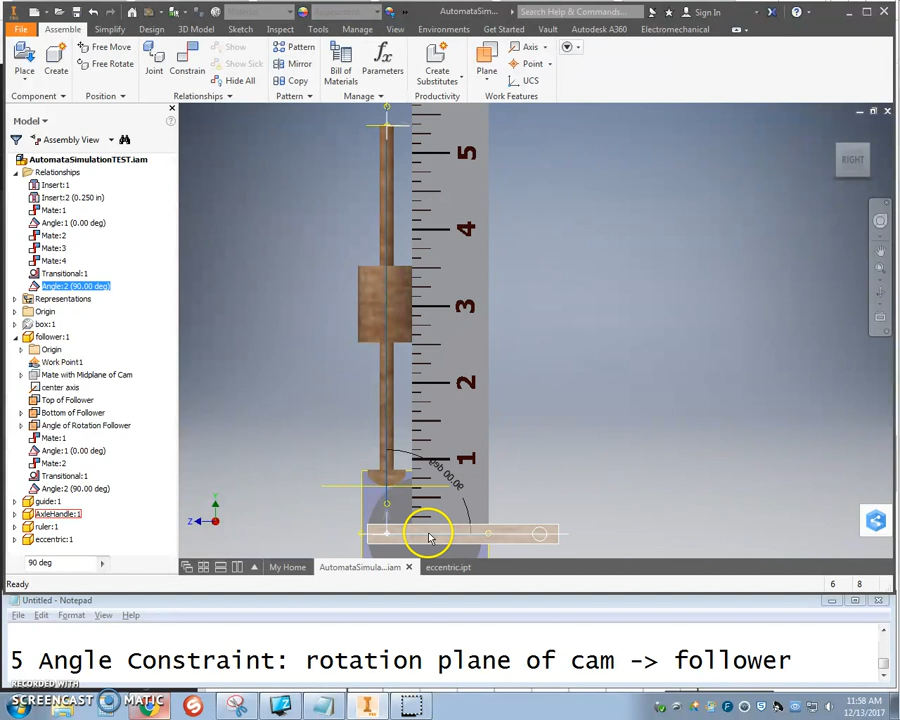 AutomataSim...
Search Help & Commands...
Sign In
File
Assemble
Simplify
Design
3D Model
Sketch
Inspect
Tools
Manage
View
Environments
Get Started
Vault
Autodesk A360
Electromechanical
Place
Create
Free Move
Free Rotate
Joint
Constrain
Show
Show Sick
Hide All
Pattern
Mirror
Copy
Bill of
Materials
Parameters
Create
Substitutes
Plane
Axis
Point
UCS
Component
Position
Relationships
Pattern
Manage
Productivity
Work Features
Model
Assembly View
AutomataSimulationTEST.iam
Relationships
Insert:1
Insert:2 (0.250 in)
Mate:1
Angle:1 (0.00 deg)
Mate:2
Mate:3
Mate:4
Transitional:1
Angle:2 (90.00 deg)
Representations
Origin
box:1
follower:1
Origin
Work Point1
Mate with Midplane of Cam
center axis
Top of Follower
Bottom of Follower
Angle of Rotation Follower
Mate:1
Angle:1 (0.00 deg)
Mate:2
Transitional:1
Angle:2 (90.00 deg)
guide:1
AxleHandle:1
ruler:1
eccentric:1
90 deg
5
4
3
2
1
90.00 deg
RIGHT
Y
Z
My Home
AutomataSimula...iam
eccentric.ipt
Ready
6
8
Untitled - Notepad
File Edit Format View Help
5 Angle Constraint: rotation plane of cam -> follower
RECORDED WITH
SCREENCAST MATIC
11:58 AM
12/13/2017